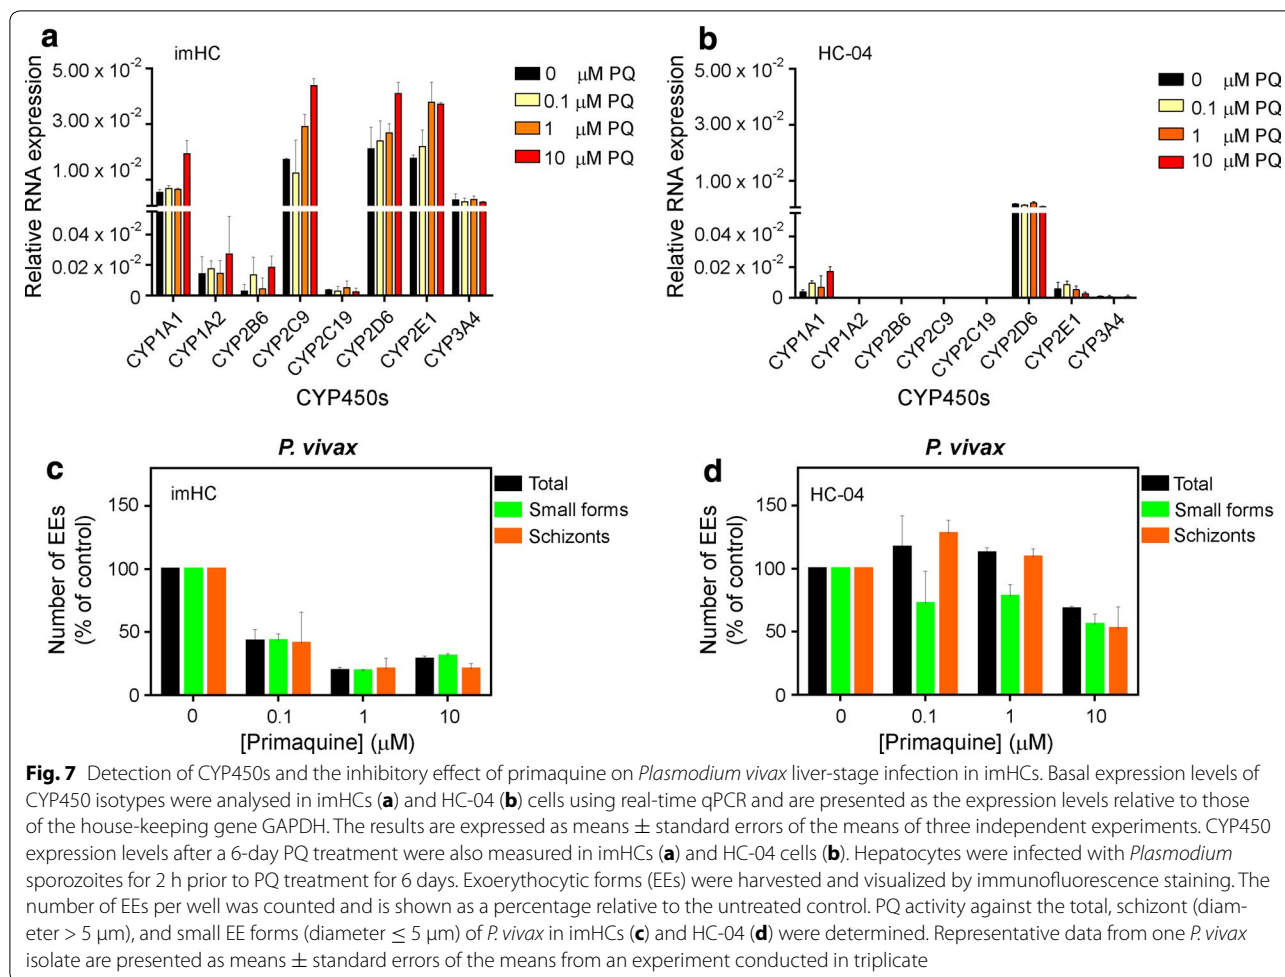 a
imHC
5.00 x 10-2
3.00 x 10-2
1.00 x 10-2
0.04 x 10-2
0.02 x 10-2
0
Relative RNA expression
0 μM PQ
0.1 μM PQ
1 μM PQ
10 μM PQ
CYP1A1
CYP1A2
CYP2B6
CYP2C9
CYP2C19
CYP2D6
CYP2E1
CYP3A4
CYP450s
b
HC-04
5.00 x 10-2
3.00 x 10-2
1.00 x 10-2
0.04 x 10-2
0.02 x 10-2
0
Relative RNA expression
0 μM PQ
0.1 μM PQ
1 μM PQ
10 μM PQ
CYP1A1
CYP1A2
CYP2B6
CYP2C9
CYP2C19
CYP2D6
CYP2E1
CYP3A4
CYP450s
c
P. vivax
imHC
150
100
50
0
Number of EEs
(% of control)
Total
Small forms
Schizonts
0 0.1 1 10
[Primaquine] (μM)
d
P. vivax
HC-04
150
100
50
0
Number of EEs
(% of control)
Total
Small forms
Schizonts
0 0.1 1 10
[Primaquine] (μM)
Fig. 7 Detection of CYP450s and the inhibitory effect of primaquine on Plasmodium vivax liver-stage infection in imHCs. Basal expression levels of
CYP450 isotypes were analysed in imHCs (a) and HC-04 (b) cells using real-time qPCR and are presented as the expression levels relative to those
of the house-keeping gene GAPDH. The results are expressed as means ± standard errors of the means of three independent experiments. CYP450
expression levels after a 6-day PQ treatment were also measured in imHCs (a) and HC-04 cells (b). Hepatocytes were infected with Plasmodium
sporozoites for 2 h prior to PQ treatment for 6 days. Exoerythocytic forms (EEs) were harvested and visualized by immunofluorescence staining. The
number of EEs per well was counted and is shown as a percentage relative to the untreated control. PQ activity against the total, schizont (diam-
eter > 5 μm), and small EE forms (diameter ≤ 5 μm) of P. vivax in imHCs (c) and HC-04 (d) were determined. Representative data from one P. vivax
isolate are presented as means ± standard errors of the means from an experiment conducted in triplicate